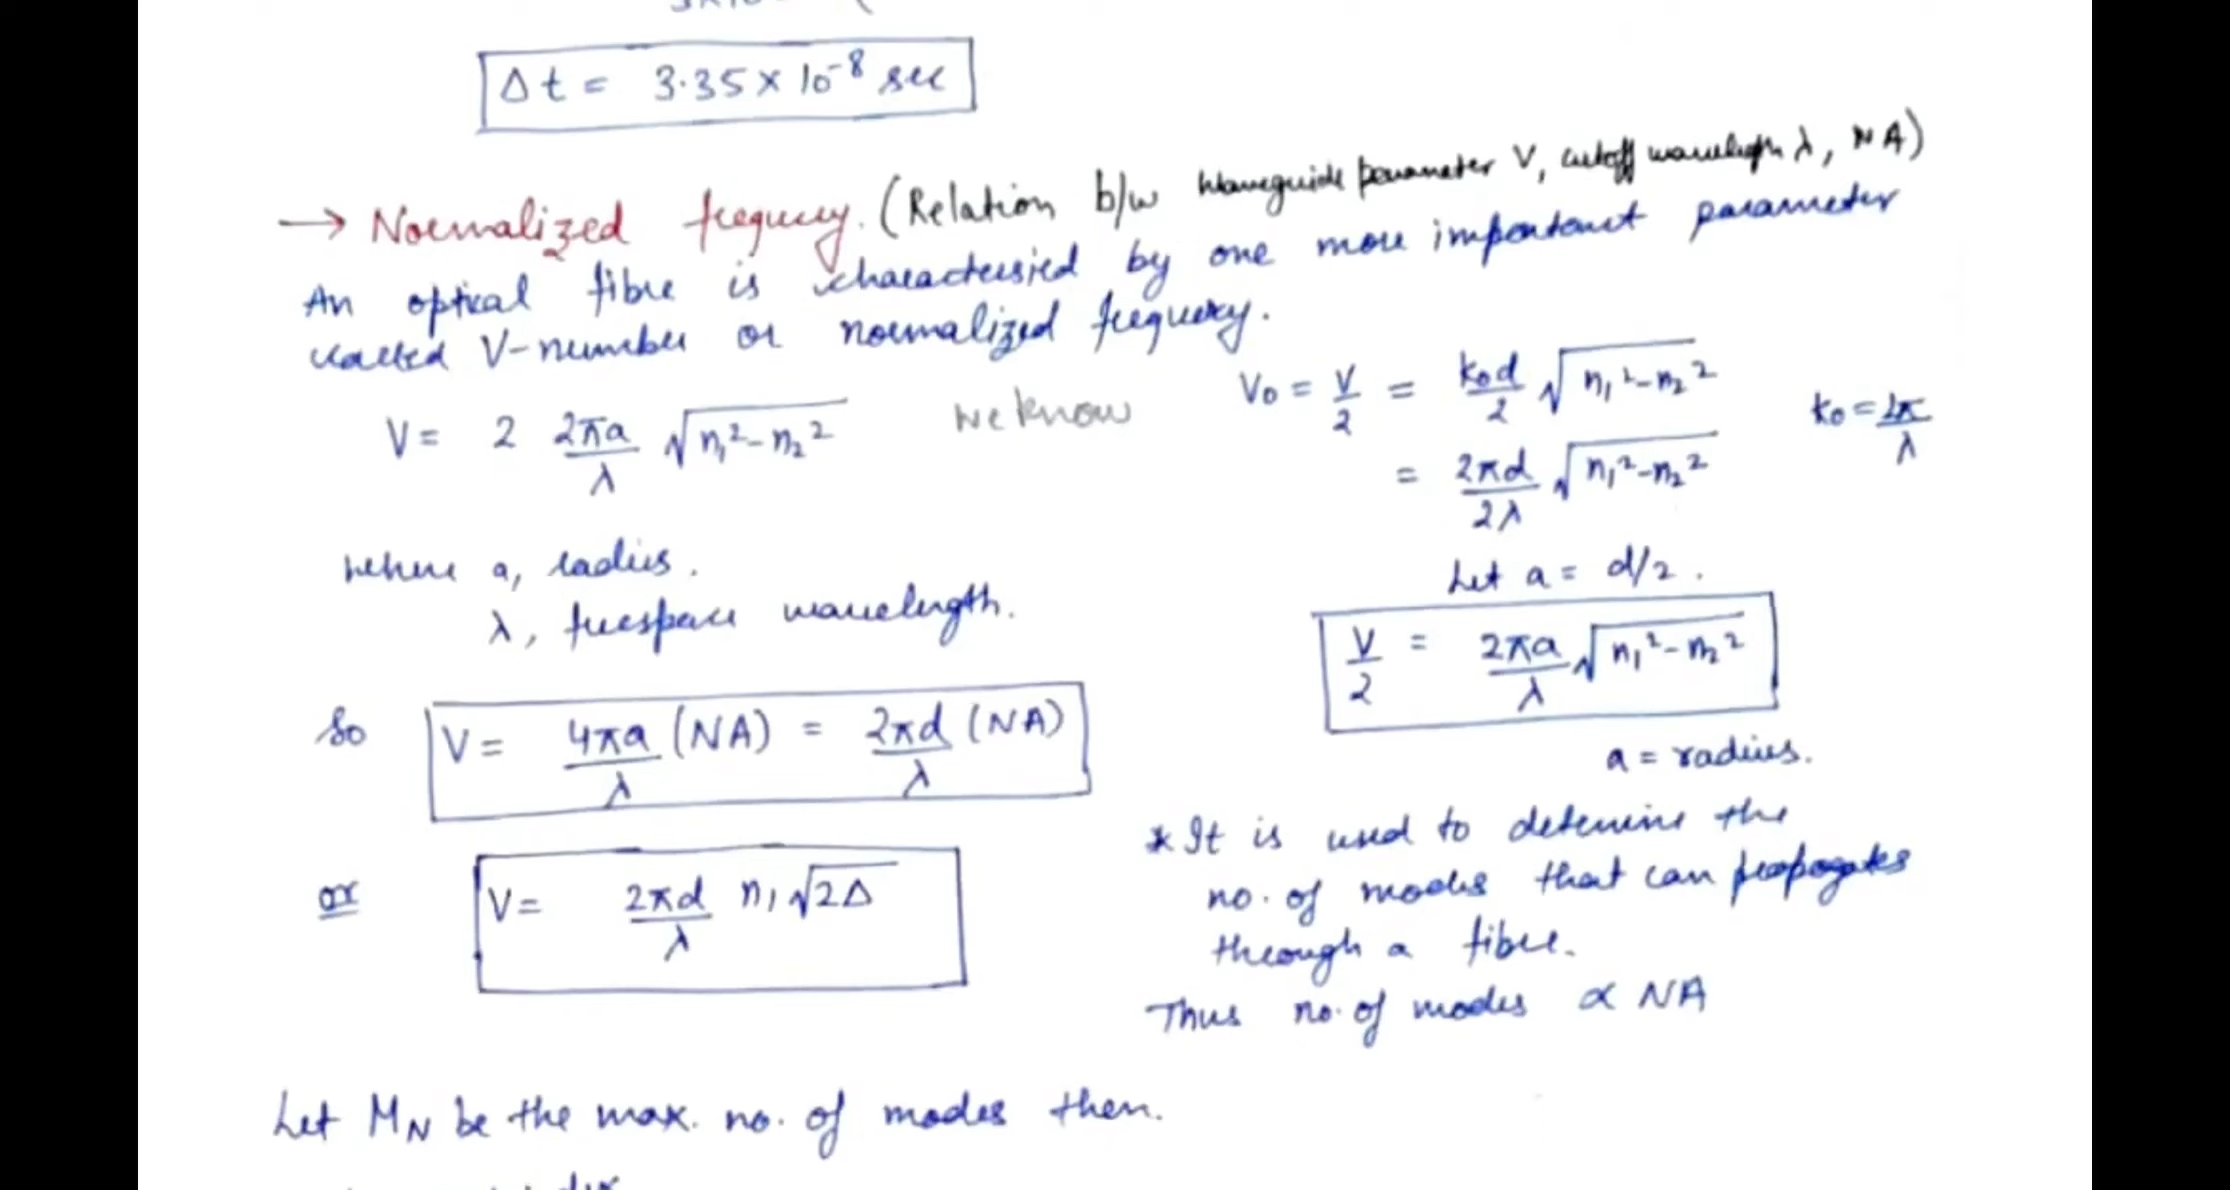 Δt = 3.35 × 10⁻⁸ sec
→ Normalized frequency. (Relation b/w Waveguide parameter V, cutoff wavelength λ, NA)
An optical fibre is characterised by one more important parameter
called V-number or normalized frequency.
V = 2 2πa/λ √(n₁² − n₂²) We know
V₀ = V/2 = k₀d/2 √(n₁² − n₂²) k₀ = 2π/λ
= 2πd/2λ √(n₁² − n₂²)
where a, radius.
λ, freespace wavelength.
Let a = d/2.
V/2 = 2πa/λ √(n₁² − n₂²)
a = radius.
So V = 4πa/λ (NA) = 2πd/λ (NA)
or V = 2πd/λ n₁√2Δ
* It is used to determine the
no. of modes that can propagates
through a fibre.
Thus no. of modes ∝ NA
Let M_N be the max. no. of modes then.